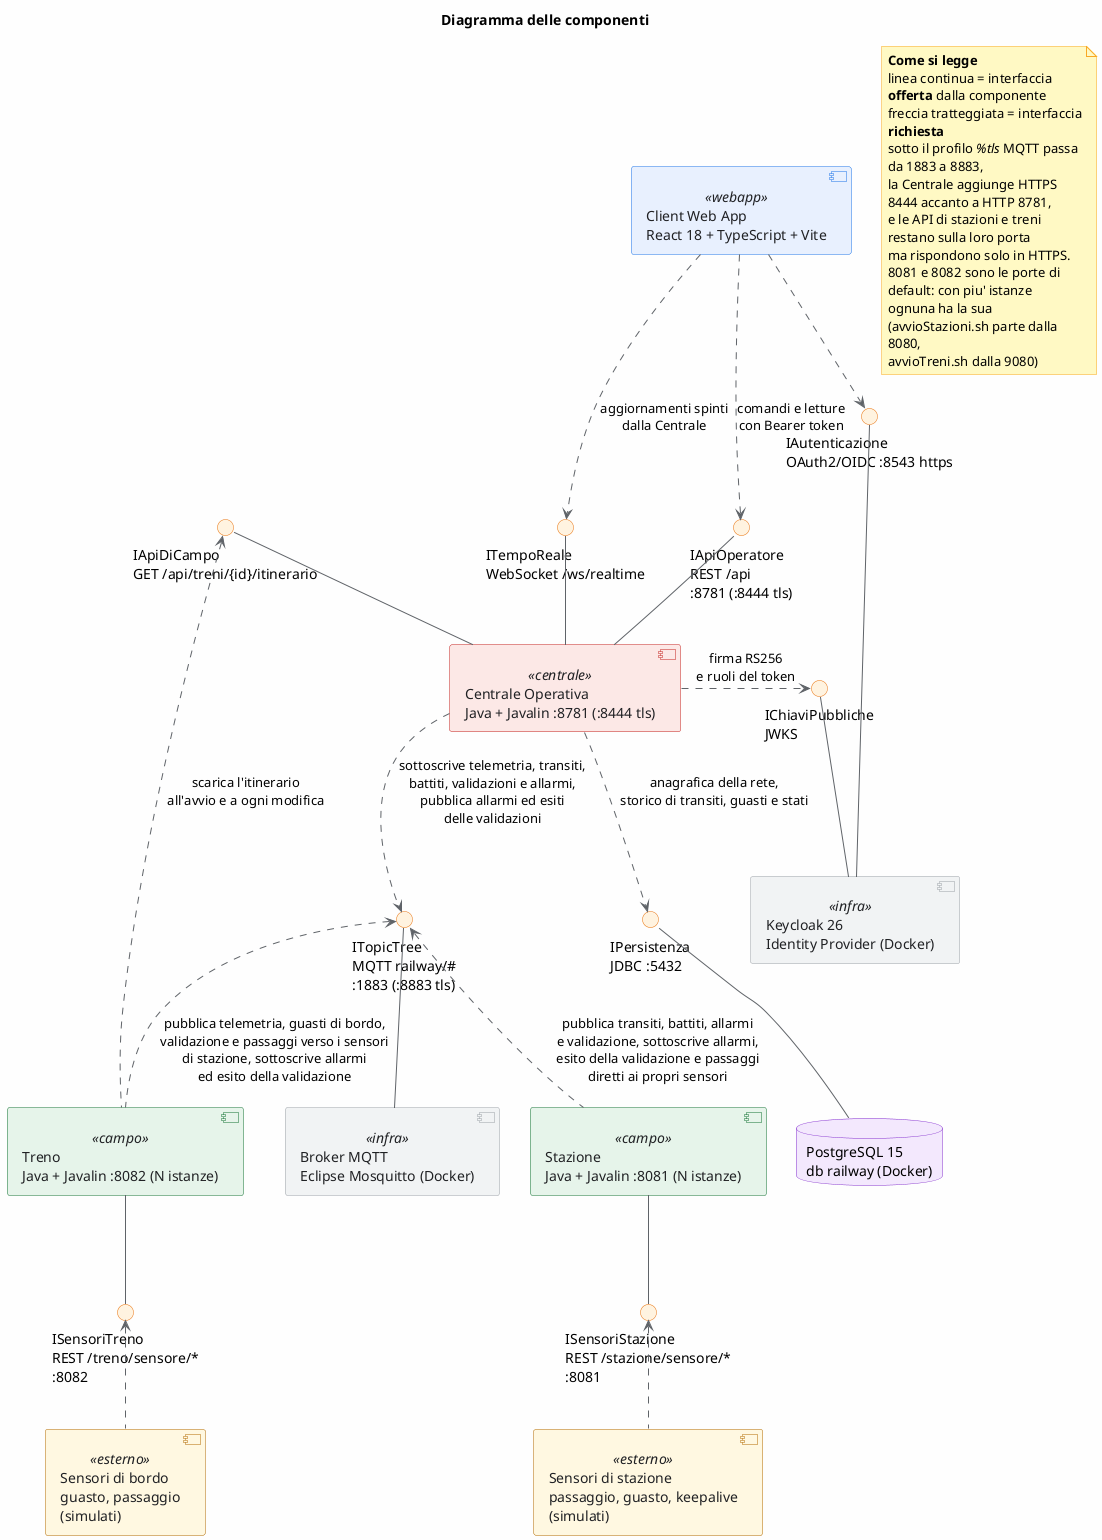 Diagramma delle componenti
Come si legge
linea continua = interfaccia
offerta dalla componente
freccia tratteggiata = interfaccia
richiesta
sotto il profilo %tls MQTT passa
da 1883 a 8883,
la Centrale aggiunge HTTPS
8444 accanto a HTTP 8781,
e le API di stazioni e treni
restano sulla loro porta
ma rispondono solo in HTTPS.
8081 e 8082 sono le porte di
default: con piu' istanze
ognuna ha la sua
(avvioStazioni.sh parte dalla
8080,
avvioTreni.sh dalla 9080)
«webapp»
Client Web App
React 18 + TypeScript + Vite
aggiornamenti spinti
dalla Centrale
comandi e letture
con Bearer token
IAutenticazione
OAuth2/OIDC :8543 https
IApiDiCampo
GET /api/treni/{id}/itinerario
ITempoReale
WebSocket /ws/realtime
IApiOperatore
REST /api
:8781 (:8444 tls)
«centrale»
Centrale Operativa
Java + Javalin :8781 (:8444 tls)
firma RS256
e ruoli del token
IChiaviPubbliche
JWKS
scarica l'itinerario
all'avvio e a ogni modifica
sottoscrive telemetria, transiti,
battiti, validazioni e allarmi,
pubblica allarmi ed esiti
delle validazioni
anagrafica della rete,
storico di transiti, guasti e stati
«infra»
Keycloak 26
Identity Provider (Docker)
ITopicTree
MQTT railway/#
:1883 (:8883 tls)
IPersistenza
JDBC :5432
pubblica telemetria, guasti di bordo,
validazione e passaggi verso i sensori
di stazione, sottoscrive allarmi
ed esito della validazione
pubblica transiti, battiti, allarmi
e validazione, sottoscrive allarmi,
esito della validazione e passaggi
diretti ai propri sensori
«campo»
Treno
Java + Javalin :8082 (N istanze)
«infra»
Broker MQTT
Eclipse Mosquitto (Docker)
«campo»
Stazione
Java + Javalin :8081 (N istanze)
PostgreSQL 15
db railway (Docker)
ISensoriTreno
REST /treno/sensore/*
:8082
ISensoriStazione
REST /stazione/sensore/*
:8081
«esterno»
Sensori di bordo
guasto, passaggio
(simulati)
«esterno»
Sensori di stazione
passaggio, guasto, keepalive
(simulati)